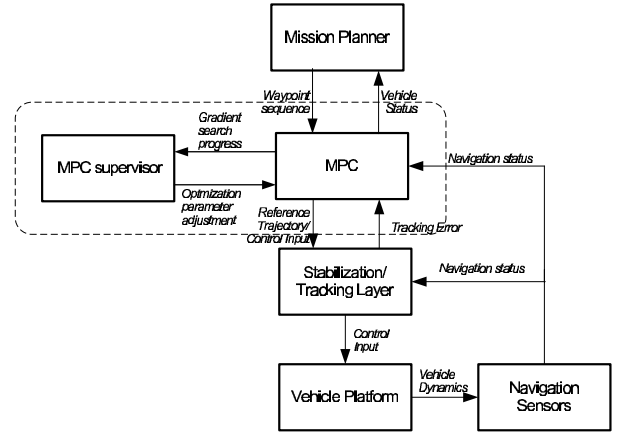 Mission Planner
Waypoint
sequence
Vehicle
Status
Gradient
search
progress
MPC supervisor
MPC
Navigation status
Optmization
parameter
adjustment
Reference
Trajectory/
Control Input
Tracking Error
Stabilization/
Tracking Layer
Navigation status
Control
Input
Vehicle Platform
Vehicle
Dynamics
Navigation
Sensors